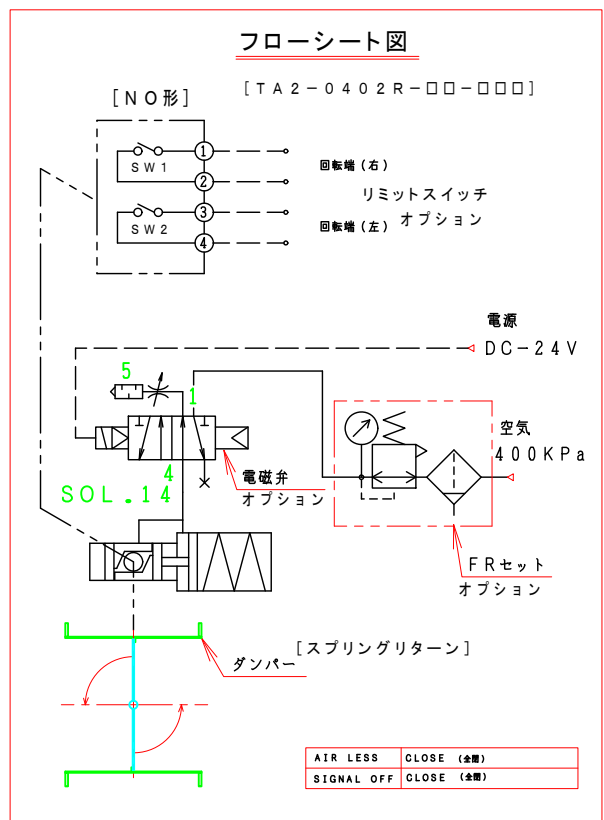 フローシート図
[TA2-0402R-□□-□□□]
[NO形]
1
SW1
2
回転端(右)
リミットスイッチ
オプション
3
SW2
4
回転端(左)
電源
DC-24V
5
1
空気
400KPa
4
SOL.14
電磁弁
オプション
FRセット
オプション
[スプリングリターン]
ダンパー
AIR LESS CLOSE (全閉)
SIGNAL OFF CLOSE (全閉)